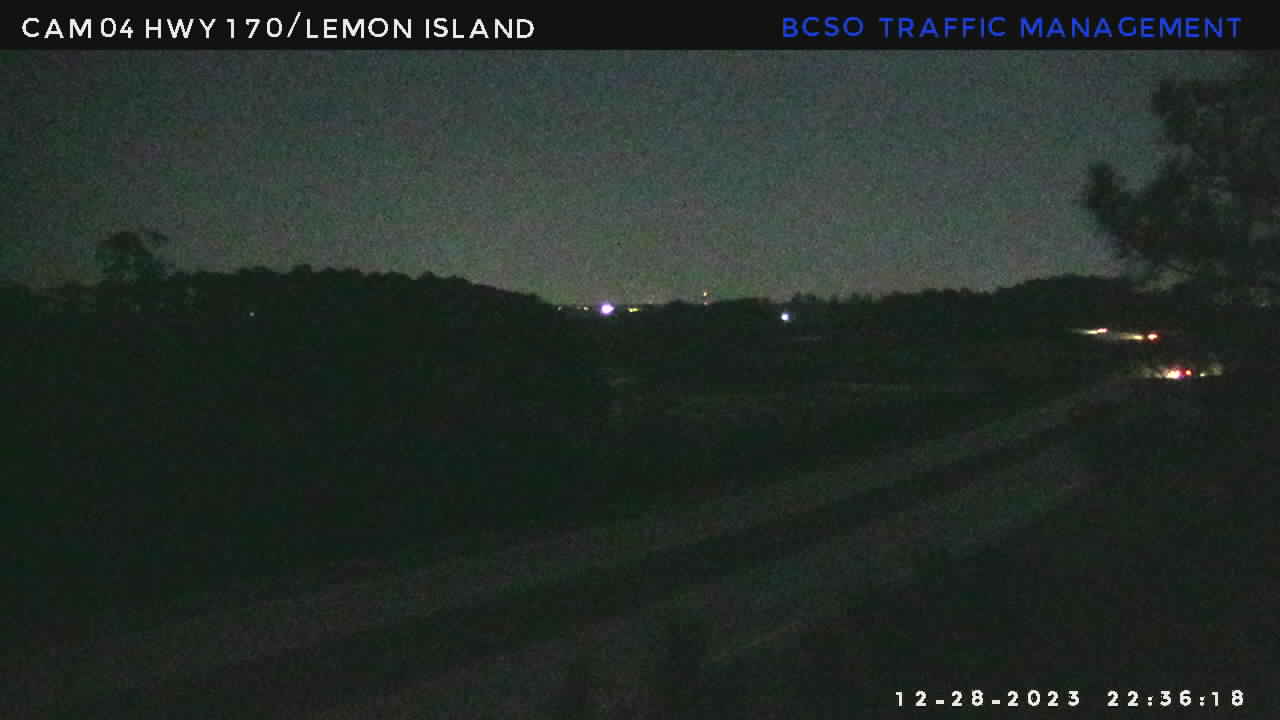 CAM04 HWY 170/LEMON ISLAND
BCSO TRAFFIC MANAGEMENT
12-28-2023 22:36:18